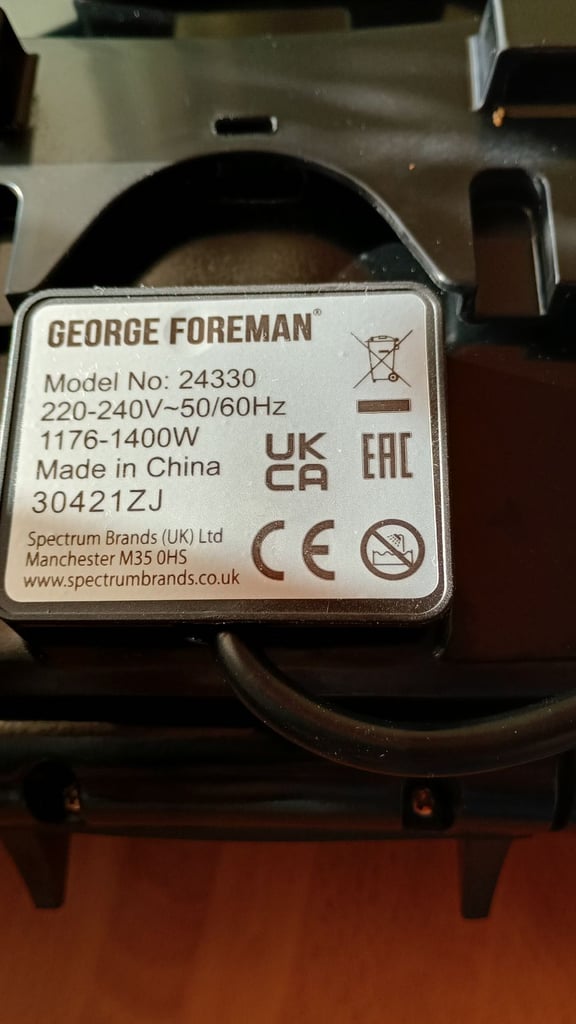 GEORGE FOREMAN®
Model No: 24330
220-240V~50/60Hz
1176-1400W
Made in China
30421ZJ
UK
CA
EAC
Spectrum Brands (UK) Ltd
Manchester M35 0HS
www.spectrumbrands.co.uk
CE